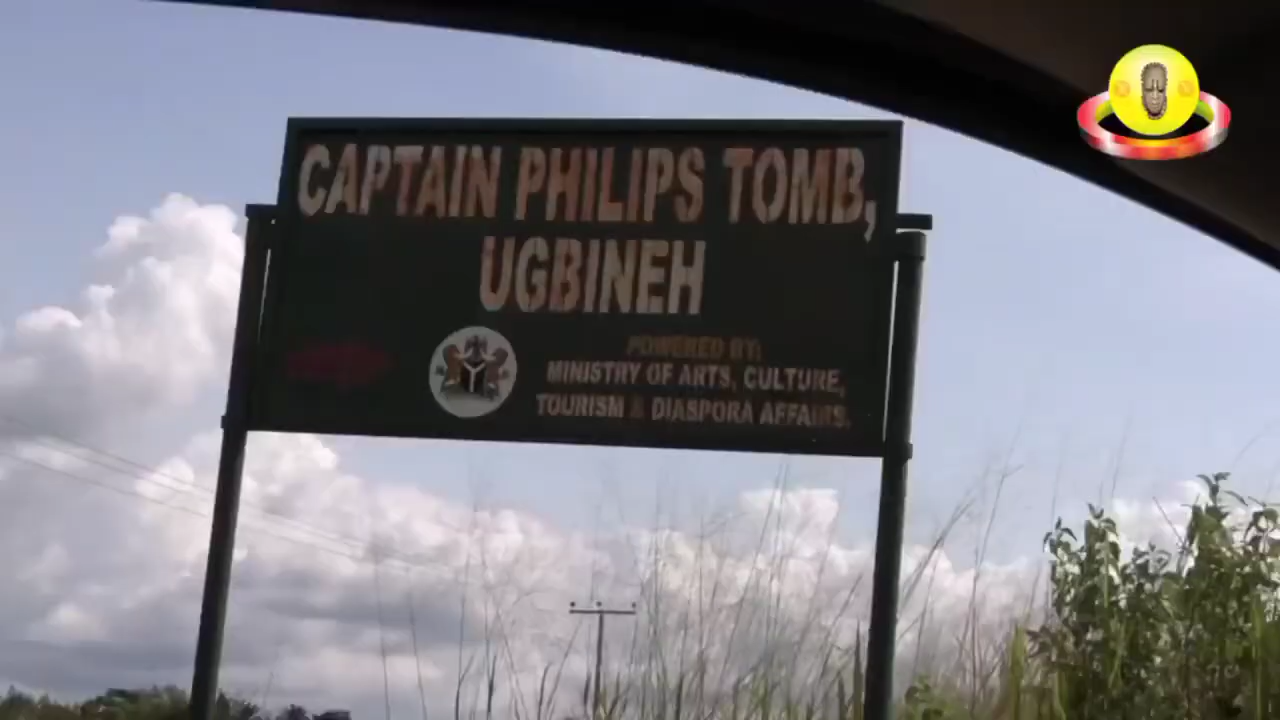 CAPTAIN PHILIPS TOMB,
UGBINEH
POWERED BY:
MINISTRY OF ARTS, CULTURE,
TOURISM & DIASPORA AFFAIRS.